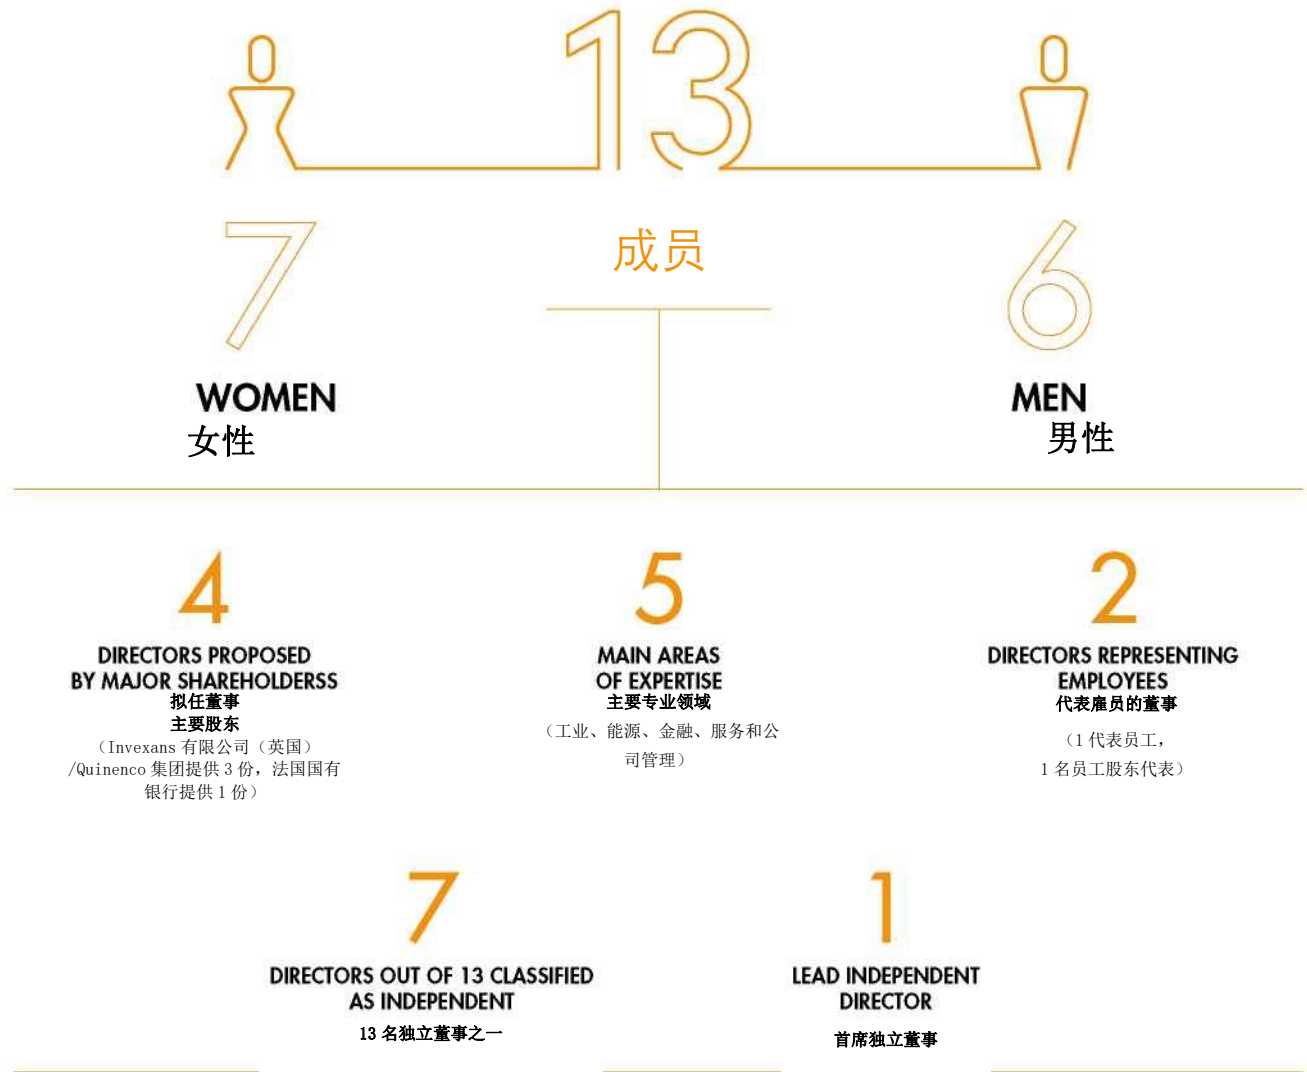 13
7
成员
6
WOMEN
女性
MEN
男性
4
DIRECTORS PROPOSED
BY MAJOR SHAREHOLDERSS
拟任董事
主要股东
（Invexans 有限公司（英国）
/Quinenco 集团提供 3 份，法国国有
银行提供 1 份）
5
MAIN AREAS
OF EXPERTISE
主要专业领域
（工业、能源、金融、服务和公
司管理）
2
DIRECTORS REPRESENTING
EMPLOYEES
代表雇员的董事
（1 代表员工，
1 名员工股东代表）
7
DIRECTORS OUT OF 13 CLASSIFIED
AS INDEPENDENT
13 名独立董事之一
1
LEAD INDEPENDENT
DIRECTOR
首席独立董事